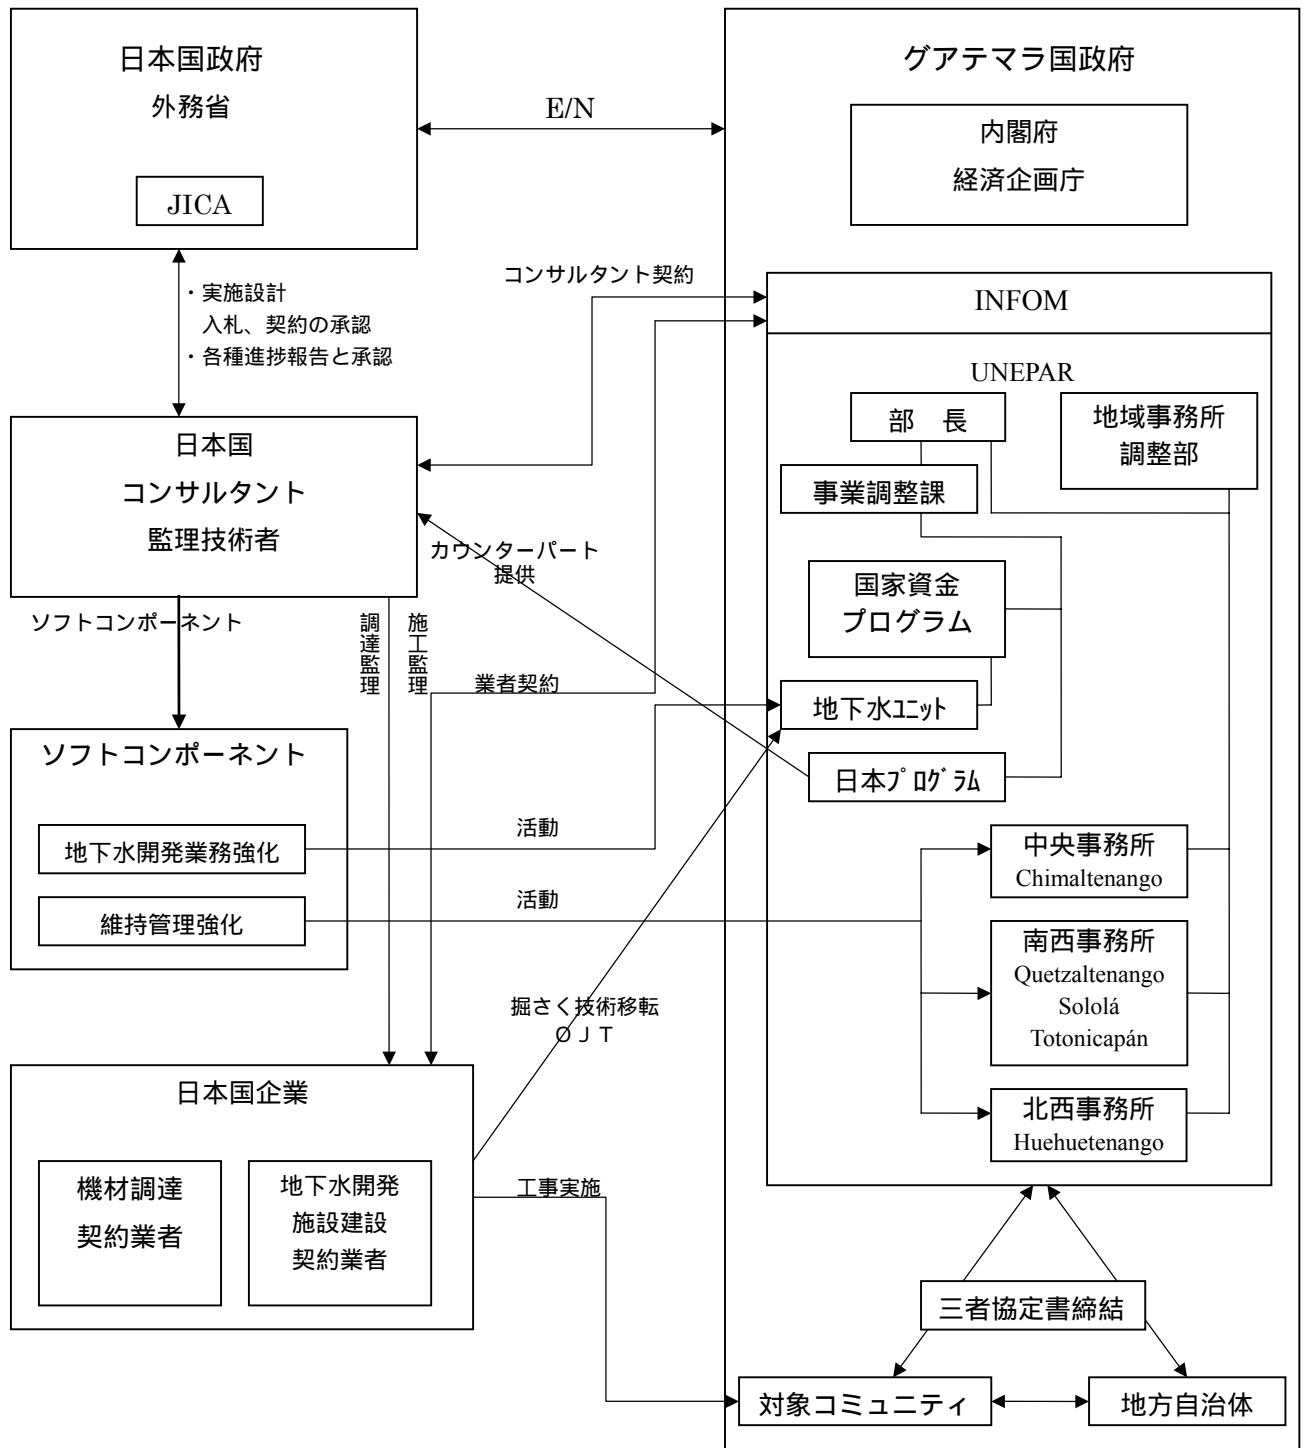 日本国政府
外務省
JICA
E/N
グアテマラ国政府
内閣府
経済企画庁
・実施設計
入札、契約の承認
・各種進捗報告と承認
コンサルタント契約
INFOM
UNEPAR
部　長
地域事務所
調整部
事業調整課
日本国
コンサルタント
監理技術者
カウンターパート
提供
国家資金
プログラム
ソフトコンポーネント
調達監理
施工監理
業者契約
地下水ﾕﾆｯﾄ
日本ﾌﾟﾛｸﾞﾗﾑ
ソフトコンポーネント
地下水開発業務強化
維持管理強化
活動
活動
中央事務所
Chimaltenango
南西事務所
Quetzaltenango
Sololá
Totonicapán
北西事務所
Huehuetenango
掘さく技術移転
ＯＪＴ
日本国企業
機材調達
契約業者
地下水開発
施設建設
契約業者
工事実施
三者協定書締結
対象コミュニティ
地方自治体